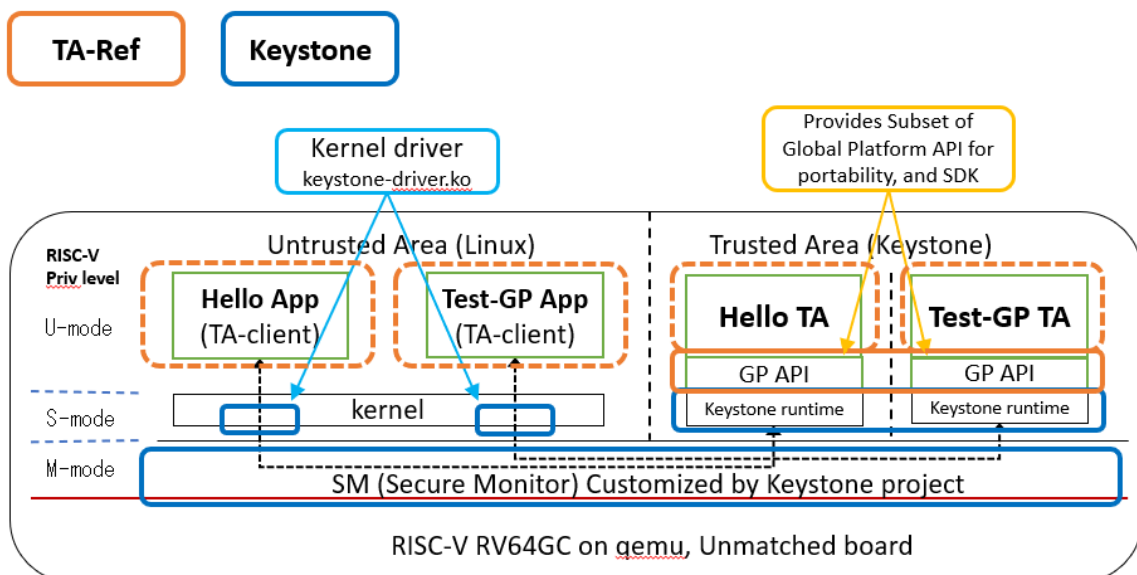 TA-Ref
Keystone
Kernel driver
keystone-driver.ko
Provides Subset of
Global Platform API for
portability, and SDK
RISC-V
Priv level
Untrusted Area (Linux)
Trusted Area (Keystone)
U-mode
Hello App
(TA-client)
Test-GP App
(TA-client)
Hello TA
Test-GP TA
GP API
GP API
S-mode
kernel
Keystone runtime
Keystone runtime
M-mode
SM (Secure Monitor) Customized by Keystone project
RISC-V RV64GC on qemu, Unmatched board